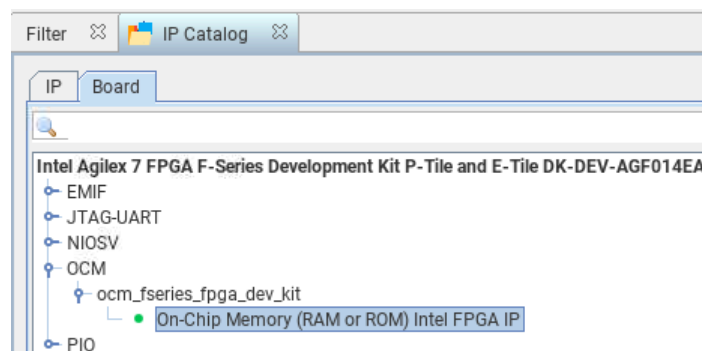 Filter IP Catalog
IP Board
Intel Agilex 7 FPGA F-Series Development Kit P-Tile and E-Tile DK-DEV-AGF014EA
EMIF
JTAG-UART
NIOSV
OCM
ocm_fseries_fpga_dev_kit
On-Chip Memory (RAM or ROM) Intel FPGA IP
PIO